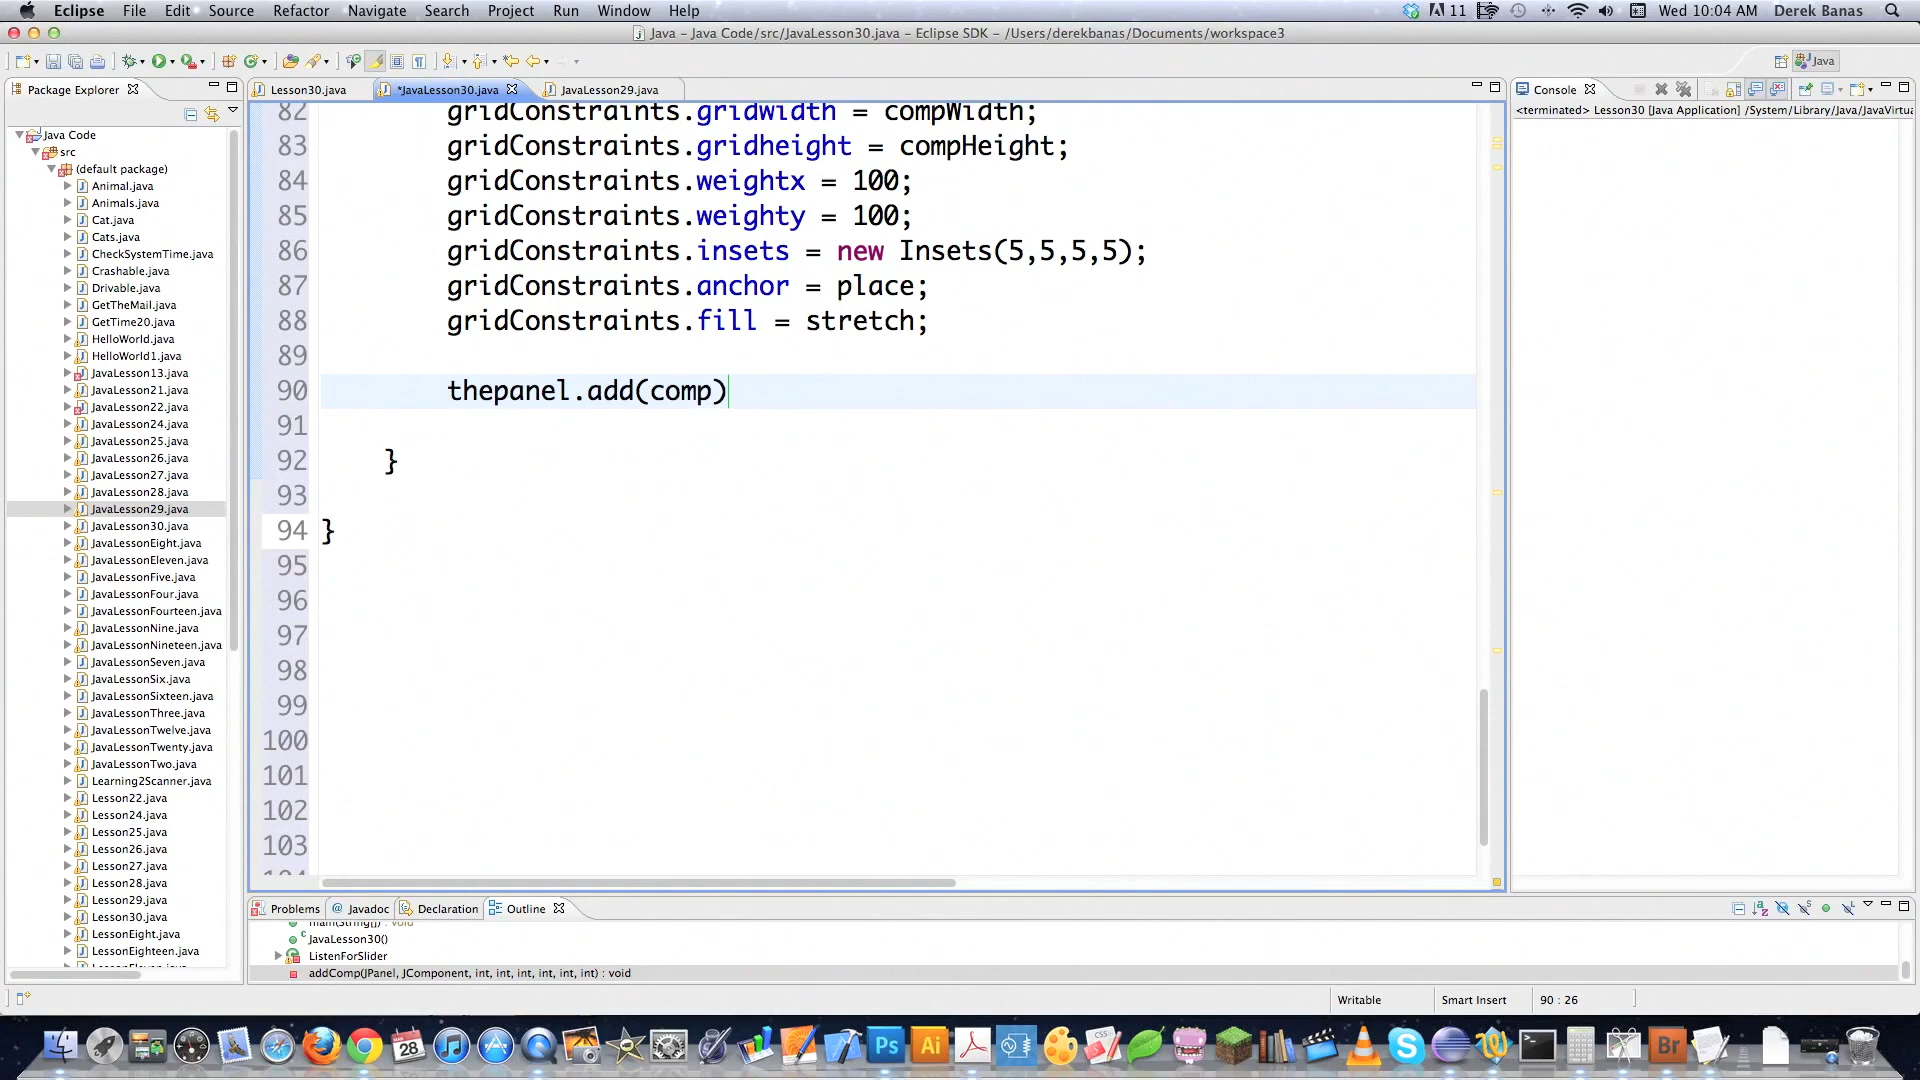 Eclipse File Edit Source Refactor Navigate Search Project Run Window Help 11 Wed 10:04 AM Derek Banas
Java – Java Code/src/JavaLesson30.java – Eclipse SDK – /Users/derekbanas/Documents/workspace3
Java
Package Explorer
Lesson30.java
*JavaLesson30.java
JavaLesson29.java
Console
<terminated> Lesson30 [Java Application] /System/Library/Java/JavaVirtua
Java Code
src
(default package)
Animal.java
Animals.java
Cat.java
Cats.java
CheckSystemTime.java
Crashable.java
Drivable.java
GetTheMail.java
GetTime20.java
HelloWorld.java
HelloWorld1.java
JavaLesson13.java
JavaLesson21.java
JavaLesson22.java
JavaLesson24.java
JavaLesson25.java
JavaLesson26.java
JavaLesson27.java
JavaLesson28.java
JavaLesson29.java
JavaLesson30.java
JavaLessonEight.java
JavaLessonEleven.java
JavaLessonFive.java
JavaLessonFour.java
JavaLessonFourteen.java
JavaLessonNine.java
JavaLessonNineteen.java
JavaLessonSeven.java
JavaLessonSix.java
JavaLessonSixteen.java
JavaLessonThree.java
JavaLessonTwelve.java
JavaLessonTwenty.java
JavaLessonTwo.java
Learning2Scanner.java
Lesson22.java
Lesson24.java
Lesson25.java
Lesson26.java
Lesson27.java
Lesson28.java
Lesson29.java
Lesson30.java
LessonEight.java
LessonEighteen.java
82 gridConstraints.gridwidth = compWidth;
83 gridConstraints.gridheight = compHeight;
84 gridConstraints.weightx = 100;
85 gridConstraints.weighty = 100;
86 gridConstraints.insets = new Insets(5,5,5,5);
87 gridConstraints.anchor = place;
88 gridConstraints.fill = stretch;
89
90 thepanel.add(comp)
91
92 }
93
94 }
95
96
97
98
99
100
101
102
103
Problems @ Javadoc Declaration Outline
main(String[]) : void
JavaLesson30()
ListenForSlider
addComp(JPanel, JComponent, int, int, int, int, int, int) : void
Writable Smart Insert 90 : 26
28
Ps
Ai
CSS
Br